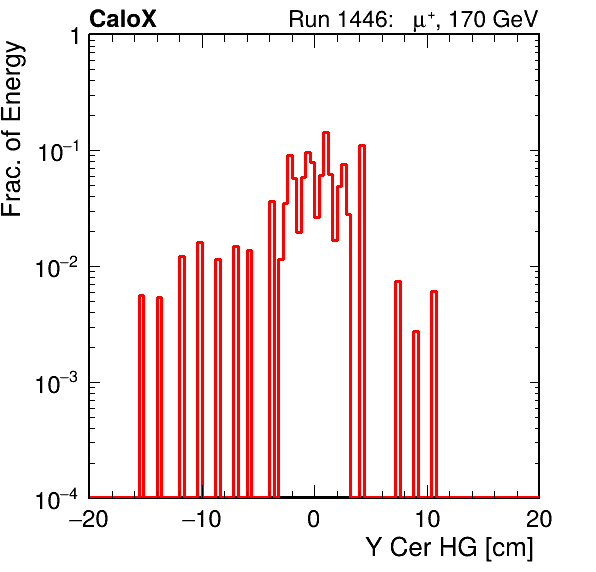 CaloX Run 1446: μ⁺, 170 GeV
Frac. of Energy
1
10⁻¹
10⁻²
10⁻³
10⁻⁴
−20 −10 0 10 20
Y Cer HG [cm]